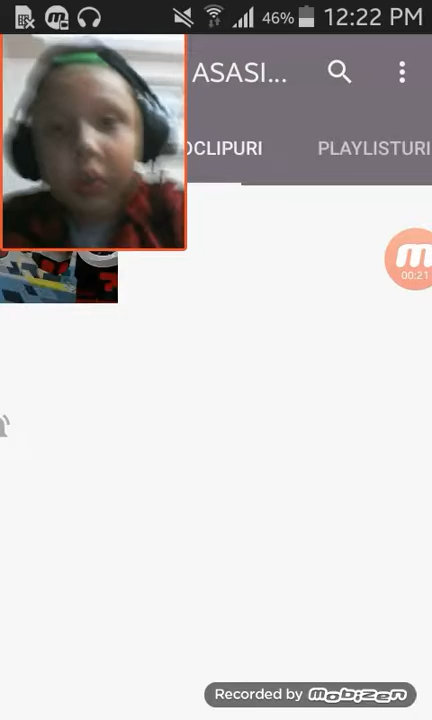 46% 12:22 PM
ASASI...
OCLIPURI PLAYLISTURI
00:21
Recorded by mobizen